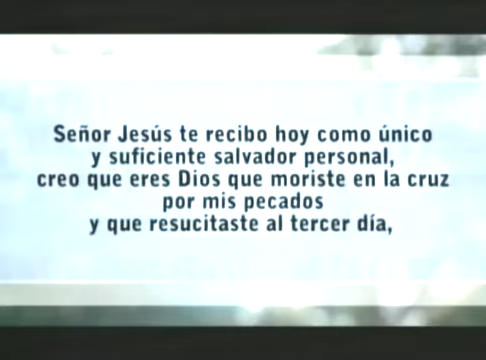 Señor Jesús te recibo hoy como único
y suficiente salvador personal,
creo que eres Dios que moriste en la cruz
por mis pecados
y que resucitaste al tercer día,